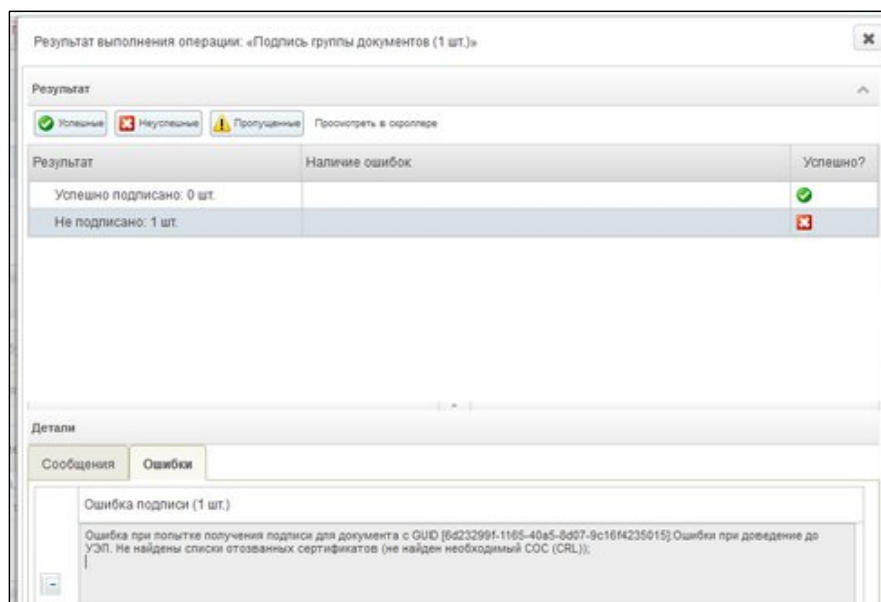 Результат выполнения операции: «Подпись группы документов (1 шт.)»
Результат
Успешные Неуспешные Пропущенные Просмотреть в скроллере
Результат Наличие ошибок Успешно?
Успешно подписано: 0 шт.
Не подписано: 1 шт.
Детали
Сообщения Ошибки
Ошибка подписи (1 шт.)
Ошибка при попытке получения подписи для документа с GUID [6d23299f-1165-40a5-8d07-9c16f4235015]:Ошибки при доведение до
УЭП. Не найдены списки отозванных сертификатов (не найден необходимый СОС (CRL));